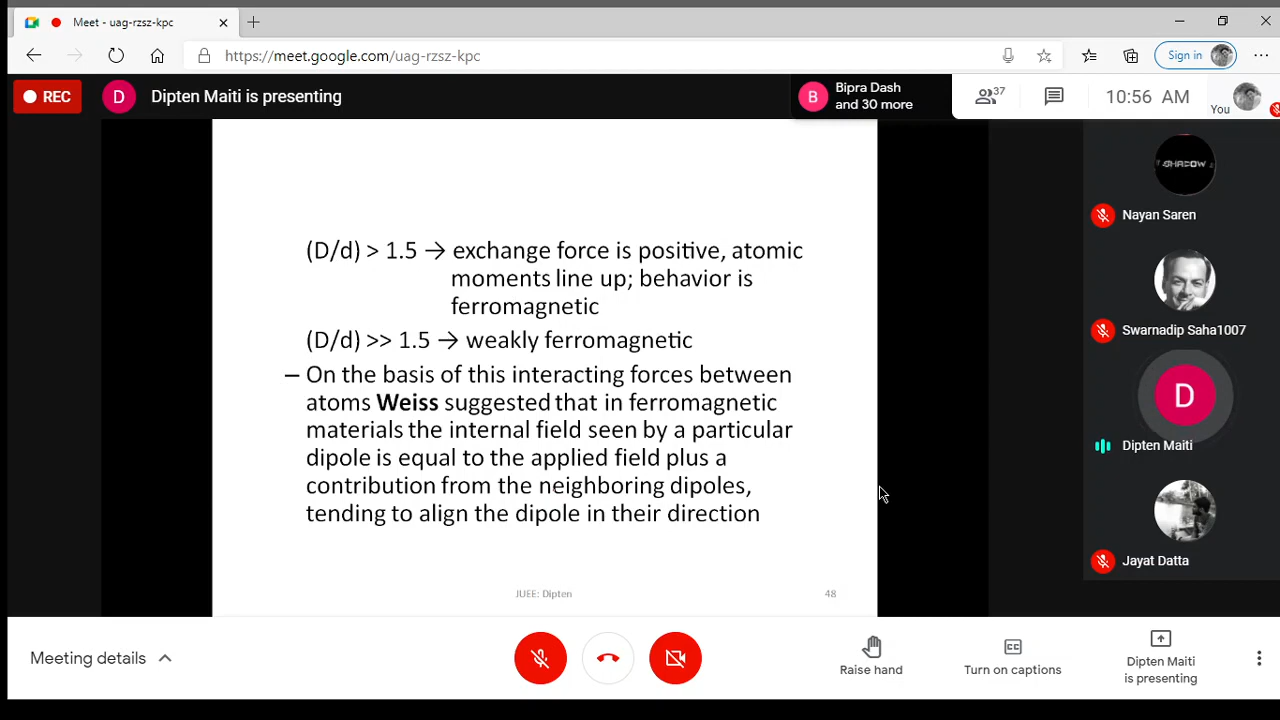 Meet - uag-rzsz-kpc
https://meet.google.com/uag-rzsz-kpc
Sign in
REC
D
Dipten Maiti is presenting
B
Bipra Dash
and 30 more
37
10:56 AM
You
(D/d) > 1.5 → exchange force is positive, atomic
moments line up; behavior is
ferromagnetic
(D/d) >> 1.5 → weakly ferromagnetic
– On the basis of this interacting forces between
atoms Weiss suggested that in ferromagnetic
materials the internal field seen by a particular
dipole is equal to the applied field plus a
contribution from the neighboring dipoles,
tending to align the dipole in their direction
JUEE: Dipten
48
SHADOW
Nayan Saren
Swarnadip Saha1007
D
Dipten Maiti
Jayat Datta
Meeting details
Raise hand
Turn on captions
Dipten Maiti
is presenting